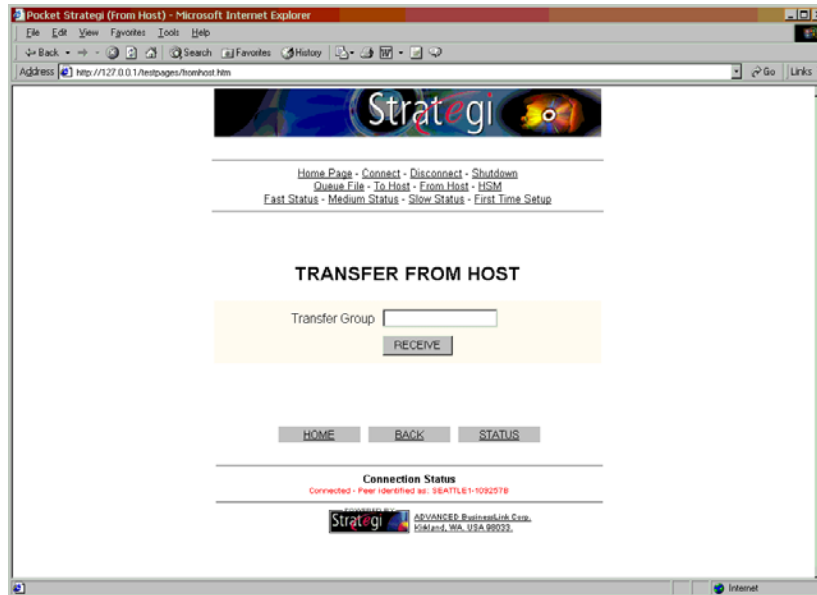 Pocket Strategi (From Host) - Microsoft Internet Explorer
File Edit View Favorites Tools Help
Back Search Favorites History
Address http://127.0.0.1/testpages/fromhost.htm Go Links
Strategi
Home Page - Connect - Disconnect - Shutdown
Queue File - To Host - From Host - HSM
Fast Status - Medium Status - Slow Status - First Time Setup
TRANSFER FROM HOST
Transfer Group
RECEIVE
HOME BACK STATUS
Connection Status
Connected - Peer identified as: SEATTLE1-109257B
POWERED BY
Strategi
ADVANCED BusinessLink Corp.
Kirkland, WA, USA 98033.
Internet